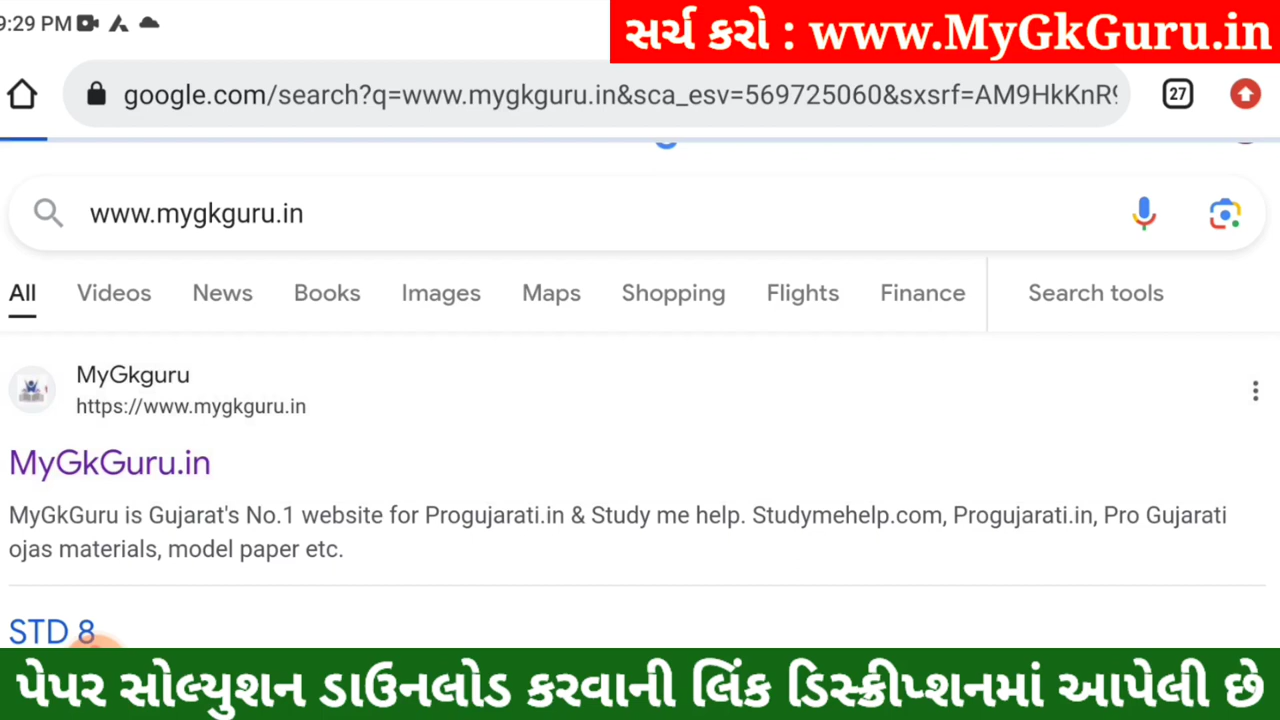 9:29 PM
સર્ચ કરો : www.MyGkGuru.in
google.com/search?q=www.mygkguru.in&sca_esv=569725060&sxsrf=AM9HkKnR9
27
www.mygkguru.in
All Videos News Books Images Maps Shopping Flights Finance Search tools
MyGkguru
https://www.mygkguru.in
MyGkGuru.in
MyGkGuru is Gujarat's No.1 website for Progujarati.in & Study me help. Studymehelp.com, Progujarati.in, Pro Gujarati
ojas materials, model paper etc.
STD 8
પેપર સોલ્યુશન ડાઉનલોડ કરવાની લિંક ડિસ્ક્રીપ્શનમાં આપેલી છે